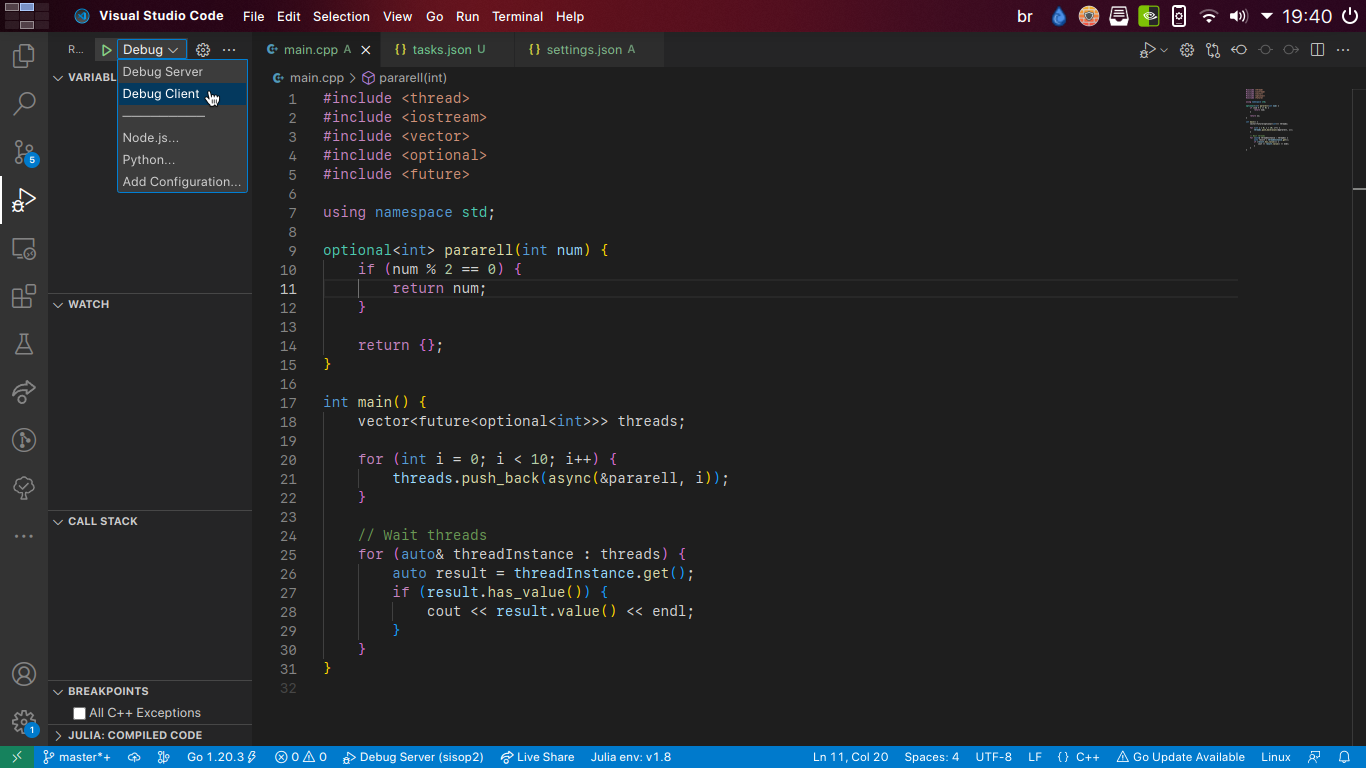 Visual Studio Code File Edit Selection View Go Run Terminal Help br 19:40
R... Debug ...
main.cpp A tasks.json U settings.json A
Debug Server
Debug Client
Node.js...
Python...
Add Configuration...
VARIABL
WATCH
CALL STACK
BREAKPOINTS
All C++ Exceptions
JULIA: COMPILED CODE
5
1
main.cpp > pararell(int)
1 #include <thread>
2 #include <iostream>
3 #include <vector>
4 #include <optional>
5 #include <future>
6
7 using namespace std;
8
9 optional<int> pararell(int num) {
10     if (num % 2 == 0) {
11         return num;
12     }
13
14     return {};
15 }
16
17 int main() {
18     vector<future<optional<int>>> threads;
19
20     for (int i = 0; i < 10; i++) {
21         threads.push_back(async(&pararell, i));
22     }
23
24     // Wait threads
25     for (auto& threadInstance : threads) {
26         auto result = threadInstance.get();
27         if (result.has_value()) {
28             cout << result.value() << endl;
29         }
30     }
31 }
32
master*+ Go 1.20.3 0 0 Debug Server (sisop2) Live Share Julia env: v1.8 Ln 11, Col 20 Spaces: 4 UTF-8 LF {} C++ Go Update Available Linux